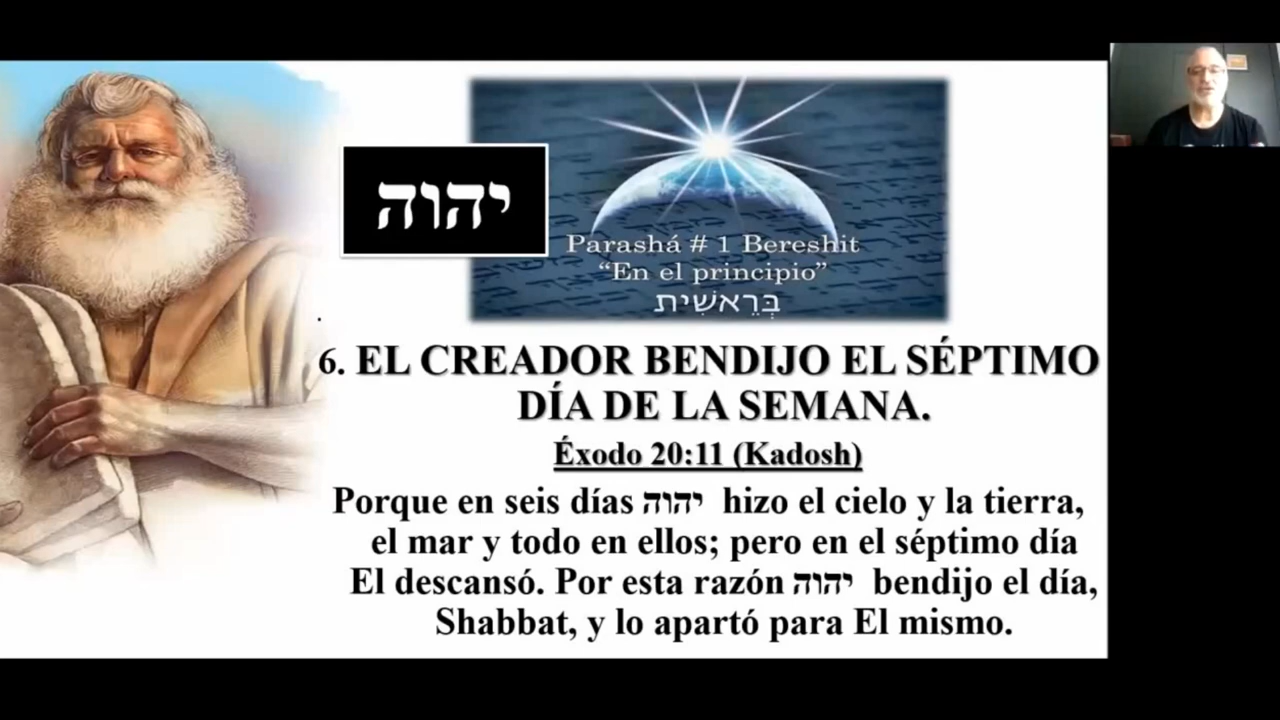 יהוה
Parashá # 1 Bereshit
“En el principio”
בְּרֵאשִׁית
6. EL CREADOR BENDIJO EL SÉPTIMO
DÍA DE LA SEMANA.
Éxodo 20:11 (Kadosh)
Porque en seis días יהוה hizo el cielo y la tierra,
el mar y todo en ellos; pero en el séptimo día
El descansó. Por esta razón יהוה bendijo el día,
Shabbat, y lo apartó para El mismo.